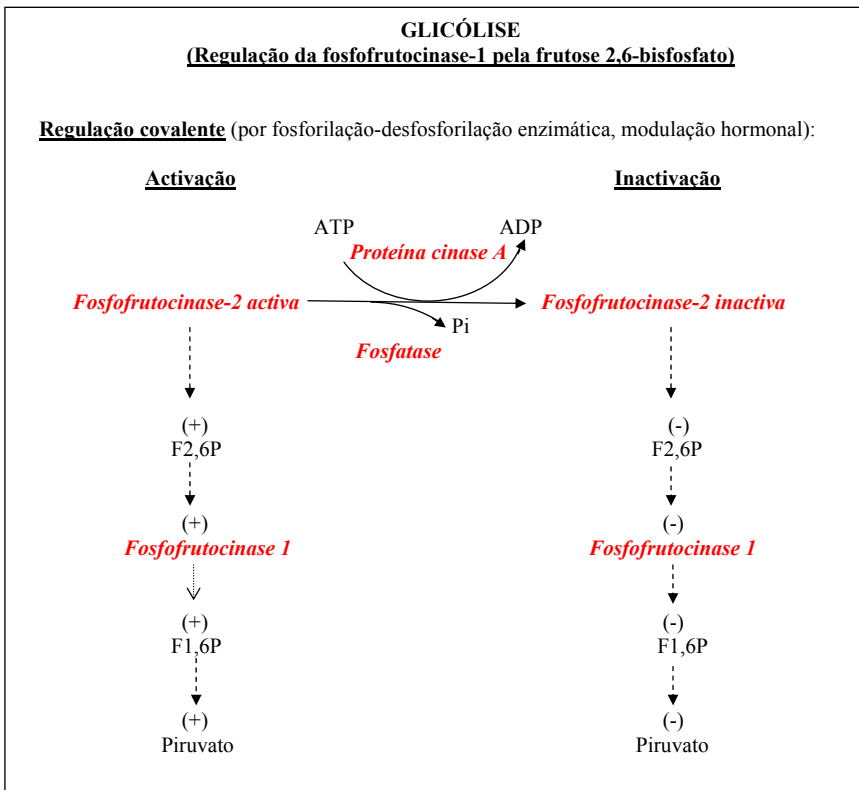 GLICÓLISE
(Regulação da fosfofrutocinase-1 pela frutose 2,6-bisfosfato)
Regulação covalente (por fosforilação-desfosforilação enzimática, modulação hormonal):
Activação Inactivação
ATP ADP
Proteína cinase A
Fosfofrutocinase-2 activa Fosfofrutocinase-2 inactiva
Pi
Fosfatase
(+) (-)
F2,6P F2,6P
(+) (-)
Fosfofrutocinase 1 Fosfofrutocinase 1
(+) (-)
F1,6P F1,6P
(+) (-)
Piruvato Piruvato